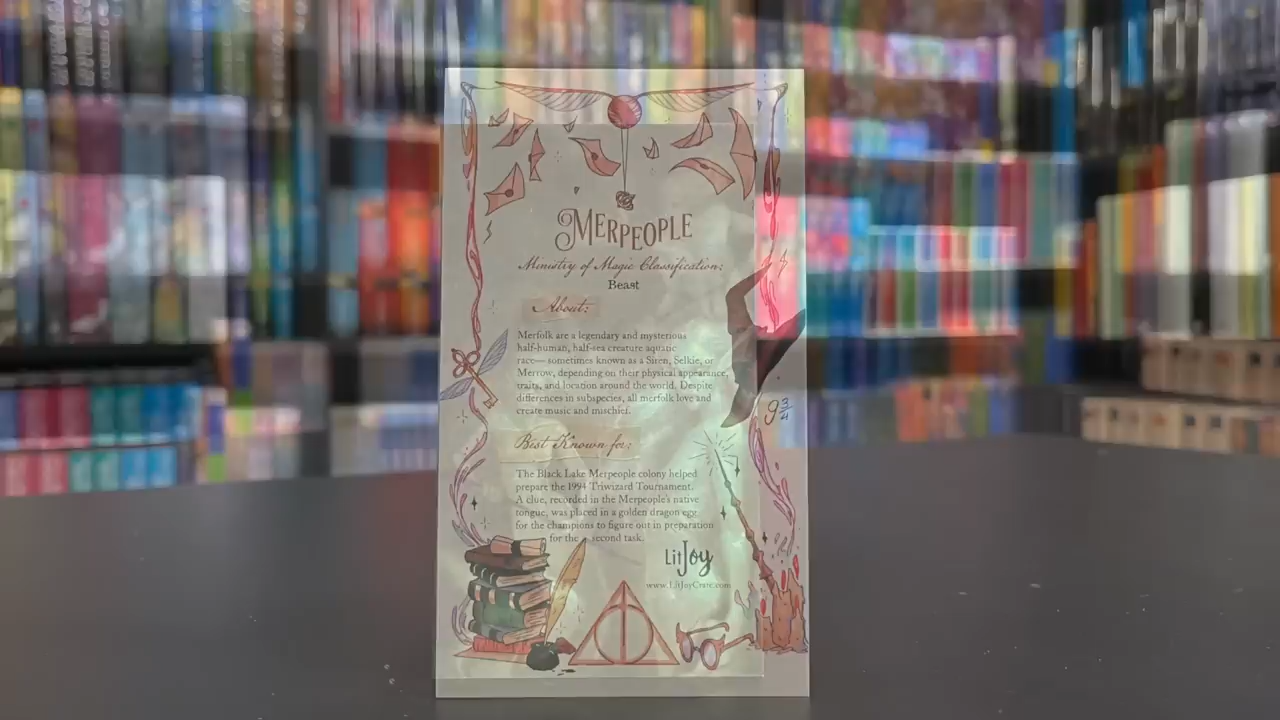 MERPEOPLE
Ministry of Magic Classification:
Beast
About:
Merfolk are a legendary and mysterious
half-human, half-sea creature aquatic
race— sometimes known as a Siren, Selkie, or
Merrow, depending on their physical appearance,
traits, and location around the world. Despite
differences in subspecies, all merfolk love and
create music and mischief.
9 3/4
Best Known for:
The Black Lake Merpeople colony helped
prepare the 1994 Triwizard Tournament.
A clue, recorded in the Merpeople's native
tongue, was placed in a golden dragon egg
for the champions to figure out in preparation
for the second task.
LitJoy
www.LitJoyCrate.com